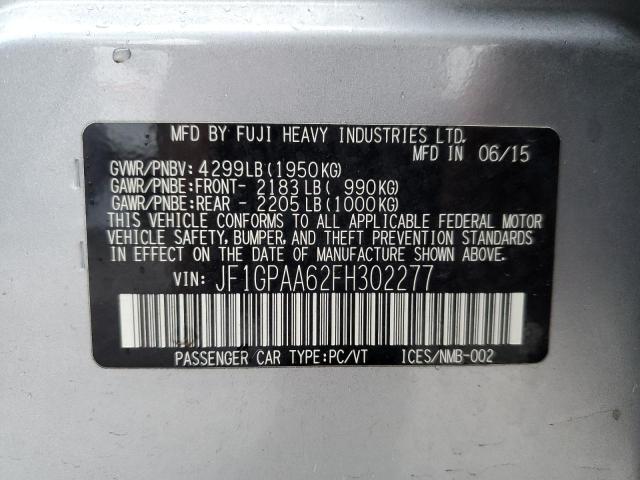 MFD BY FUJI HEAVY INDUSTRIES LTD.
MFD IN 06/15
GVWR/PNBV: 4299LB(1950KG)
GAWR/PNBE:FRONT- 2183 LB( 990KG)
GAWR/PNBE:REAR - 2205 LB(1000KG)
THIS VEHICLE CONFORMS TO ALL APPLICABLE FEDERAL MOTOR
VEHICLE SAFETY, BUMPER, AND THEFT PREVENTION STANDARDS
IN EFFECT ON THE DATE OF MANUFACTURE SHOWN ABOVE.
VIN: JF1GPAA62FH302277
PASSENGER CAR TYPE:PC/VT ICES/NMB-002